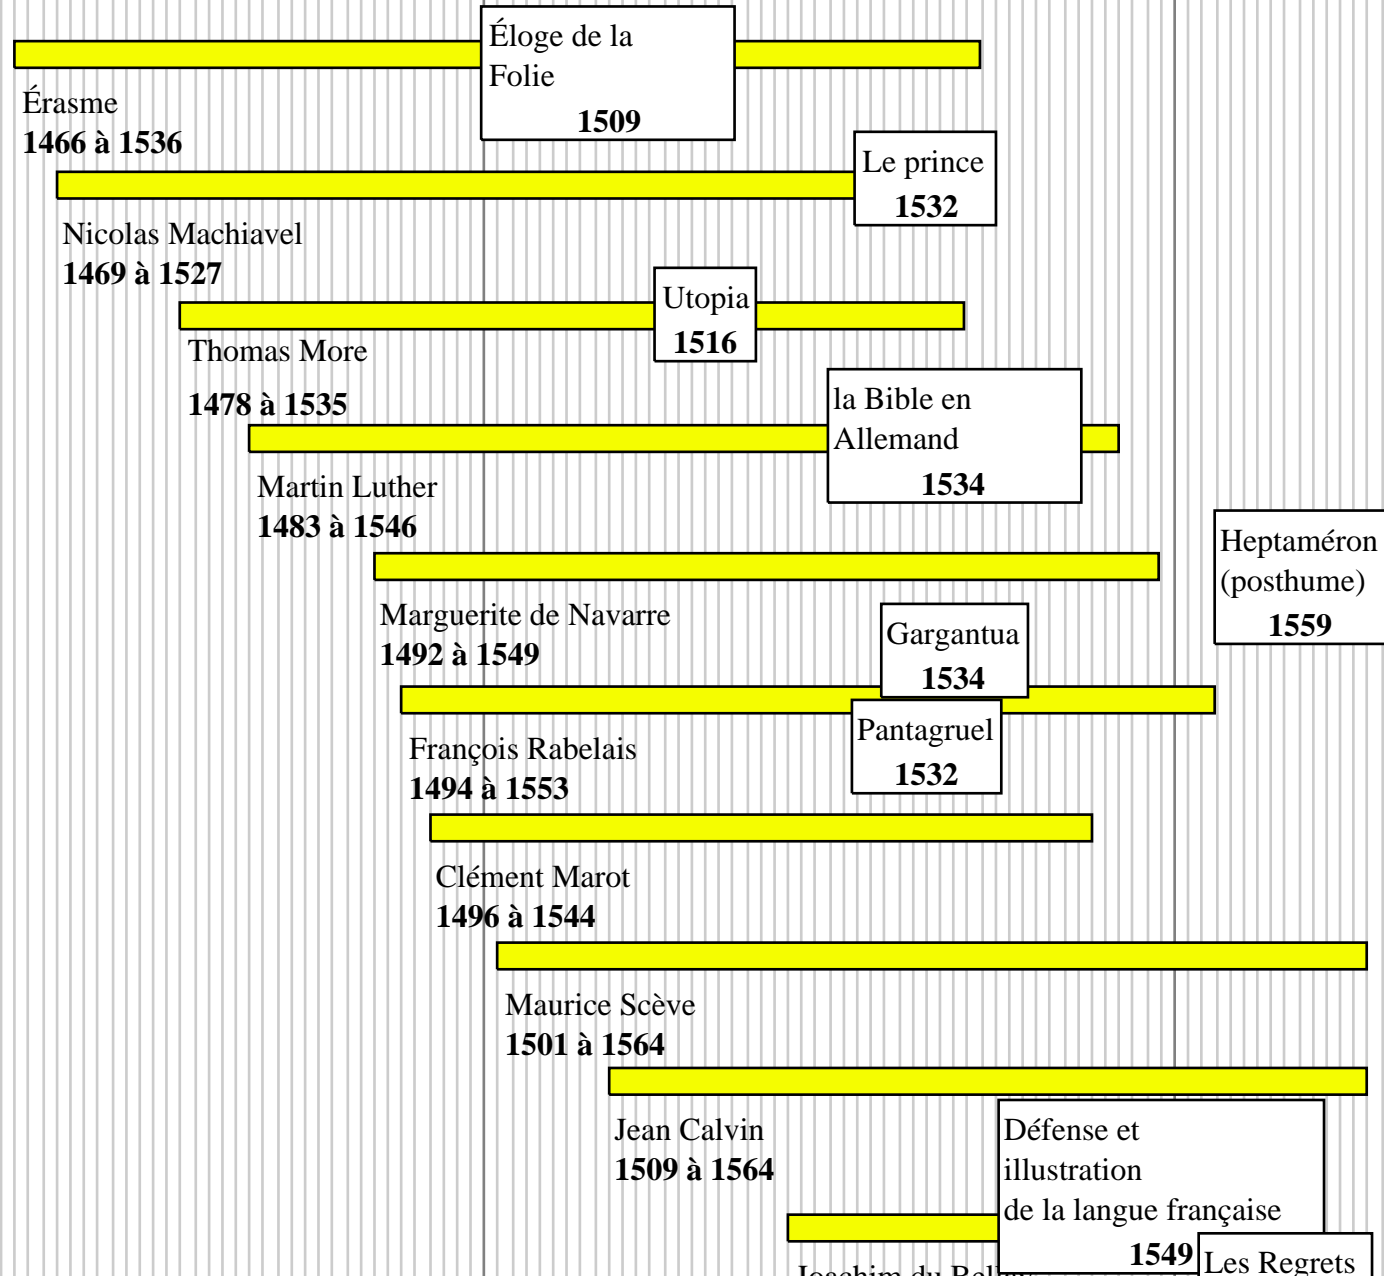 Éloge de la
Folie
1509
Érasme
1466 à 1536
Le prince
1532
Nicolas Machiavel
1469 à 1527
Utopia
1516
Thomas More
1478 à 1535
la Bible en
Allemand
1534
Martin Luther
1483 à 1546
Heptaméron
(posthume)
1559
Marguerite de Navarre
1492 à 1549
Gargantua
1534
Pantagruel
1532
François Rabelais
1494 à 1553
Clément Marot
1496 à 1544
Maurice Scève
1501 à 1564
Jean Calvin
1509 à 1564
Défense et
illustration
de la langue française
1549
Les Regrets
Joachim du